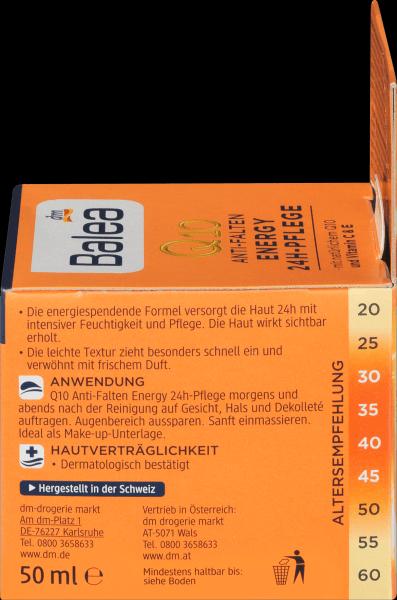 dm
Balea
Q10
ANTI-FALTEN
ENERGY
24H-PFLEGE
mit natürlichem Q10
und Vitamin C & E
• Die energiespendende Formel versorgt die Haut 24h mit
intensiver Feuchtigkeit und Pflege. Die Haut wirkt sichtbar
erholt.
• Die leichte Textur zieht besonders schnell ein und
verwöhnt mit frischem Duft.
ANWENDUNG
Q10 Anti-Falten Energy 24h-Pflege morgens und
abends nach der Reinigung auf Gesicht, Hals und Dekolleté
auftragen. Augenbereich aussparen. Sanft einmassieren.
Ideal als Make-up-Unterlage.
HAUTVERTRÄGLICHKEIT
• Dermatologisch bestätigt
▶ Hergestellt in der Schweiz
dm-drogerie markt
Am dm-Platz 1
DE-76227 Karlsruhe
Tel. 0800 3658633
www.dm.de
50 ml ℮
Vertrieb in Österreich:
dm drogerie markt
AT-5071 Wals
Tel. 0800 3658633
www.dm.at
Mindestens haltbar bis:
siehe Boden
ALTERSEMPFEHLUNG
20
25
30
35
40
45
50
55
60